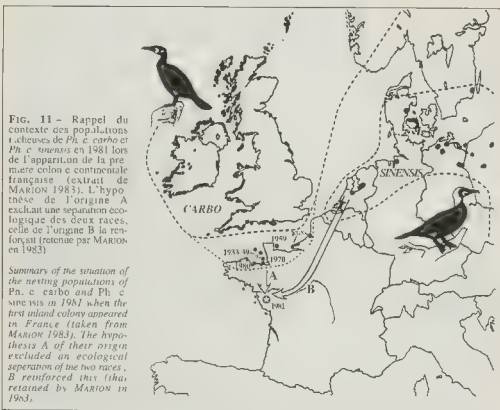 FIG. 11 – Rappel du
contexte des populations
nicheuses de Ph. c. carbo et
Ph. c. sinensis en 1981 lors
de l'apparition de la pre-
mière colonie continentale
française (extrait de
MARION 1983). L'hypo-
thèse de l'origine A
excluait une séparation éco-
logique des deux races,
celle de l'origine B la ren-
forçait (retenue par MARION
en 1983)
Summary of the situation of
the nesting populations of
Ph. c. carbo and Ph c.
sinensis in 1981 when the
first inland colony appeared
in France (taken from
MARION 1983). The hypo-
thesis A of their origin
excluded an ecological
seperation of the two races ,
B reinforced this (that
retained by MARION in
1983).
CARBO
SINENSIS
1959
1970
1980
A
B
1981